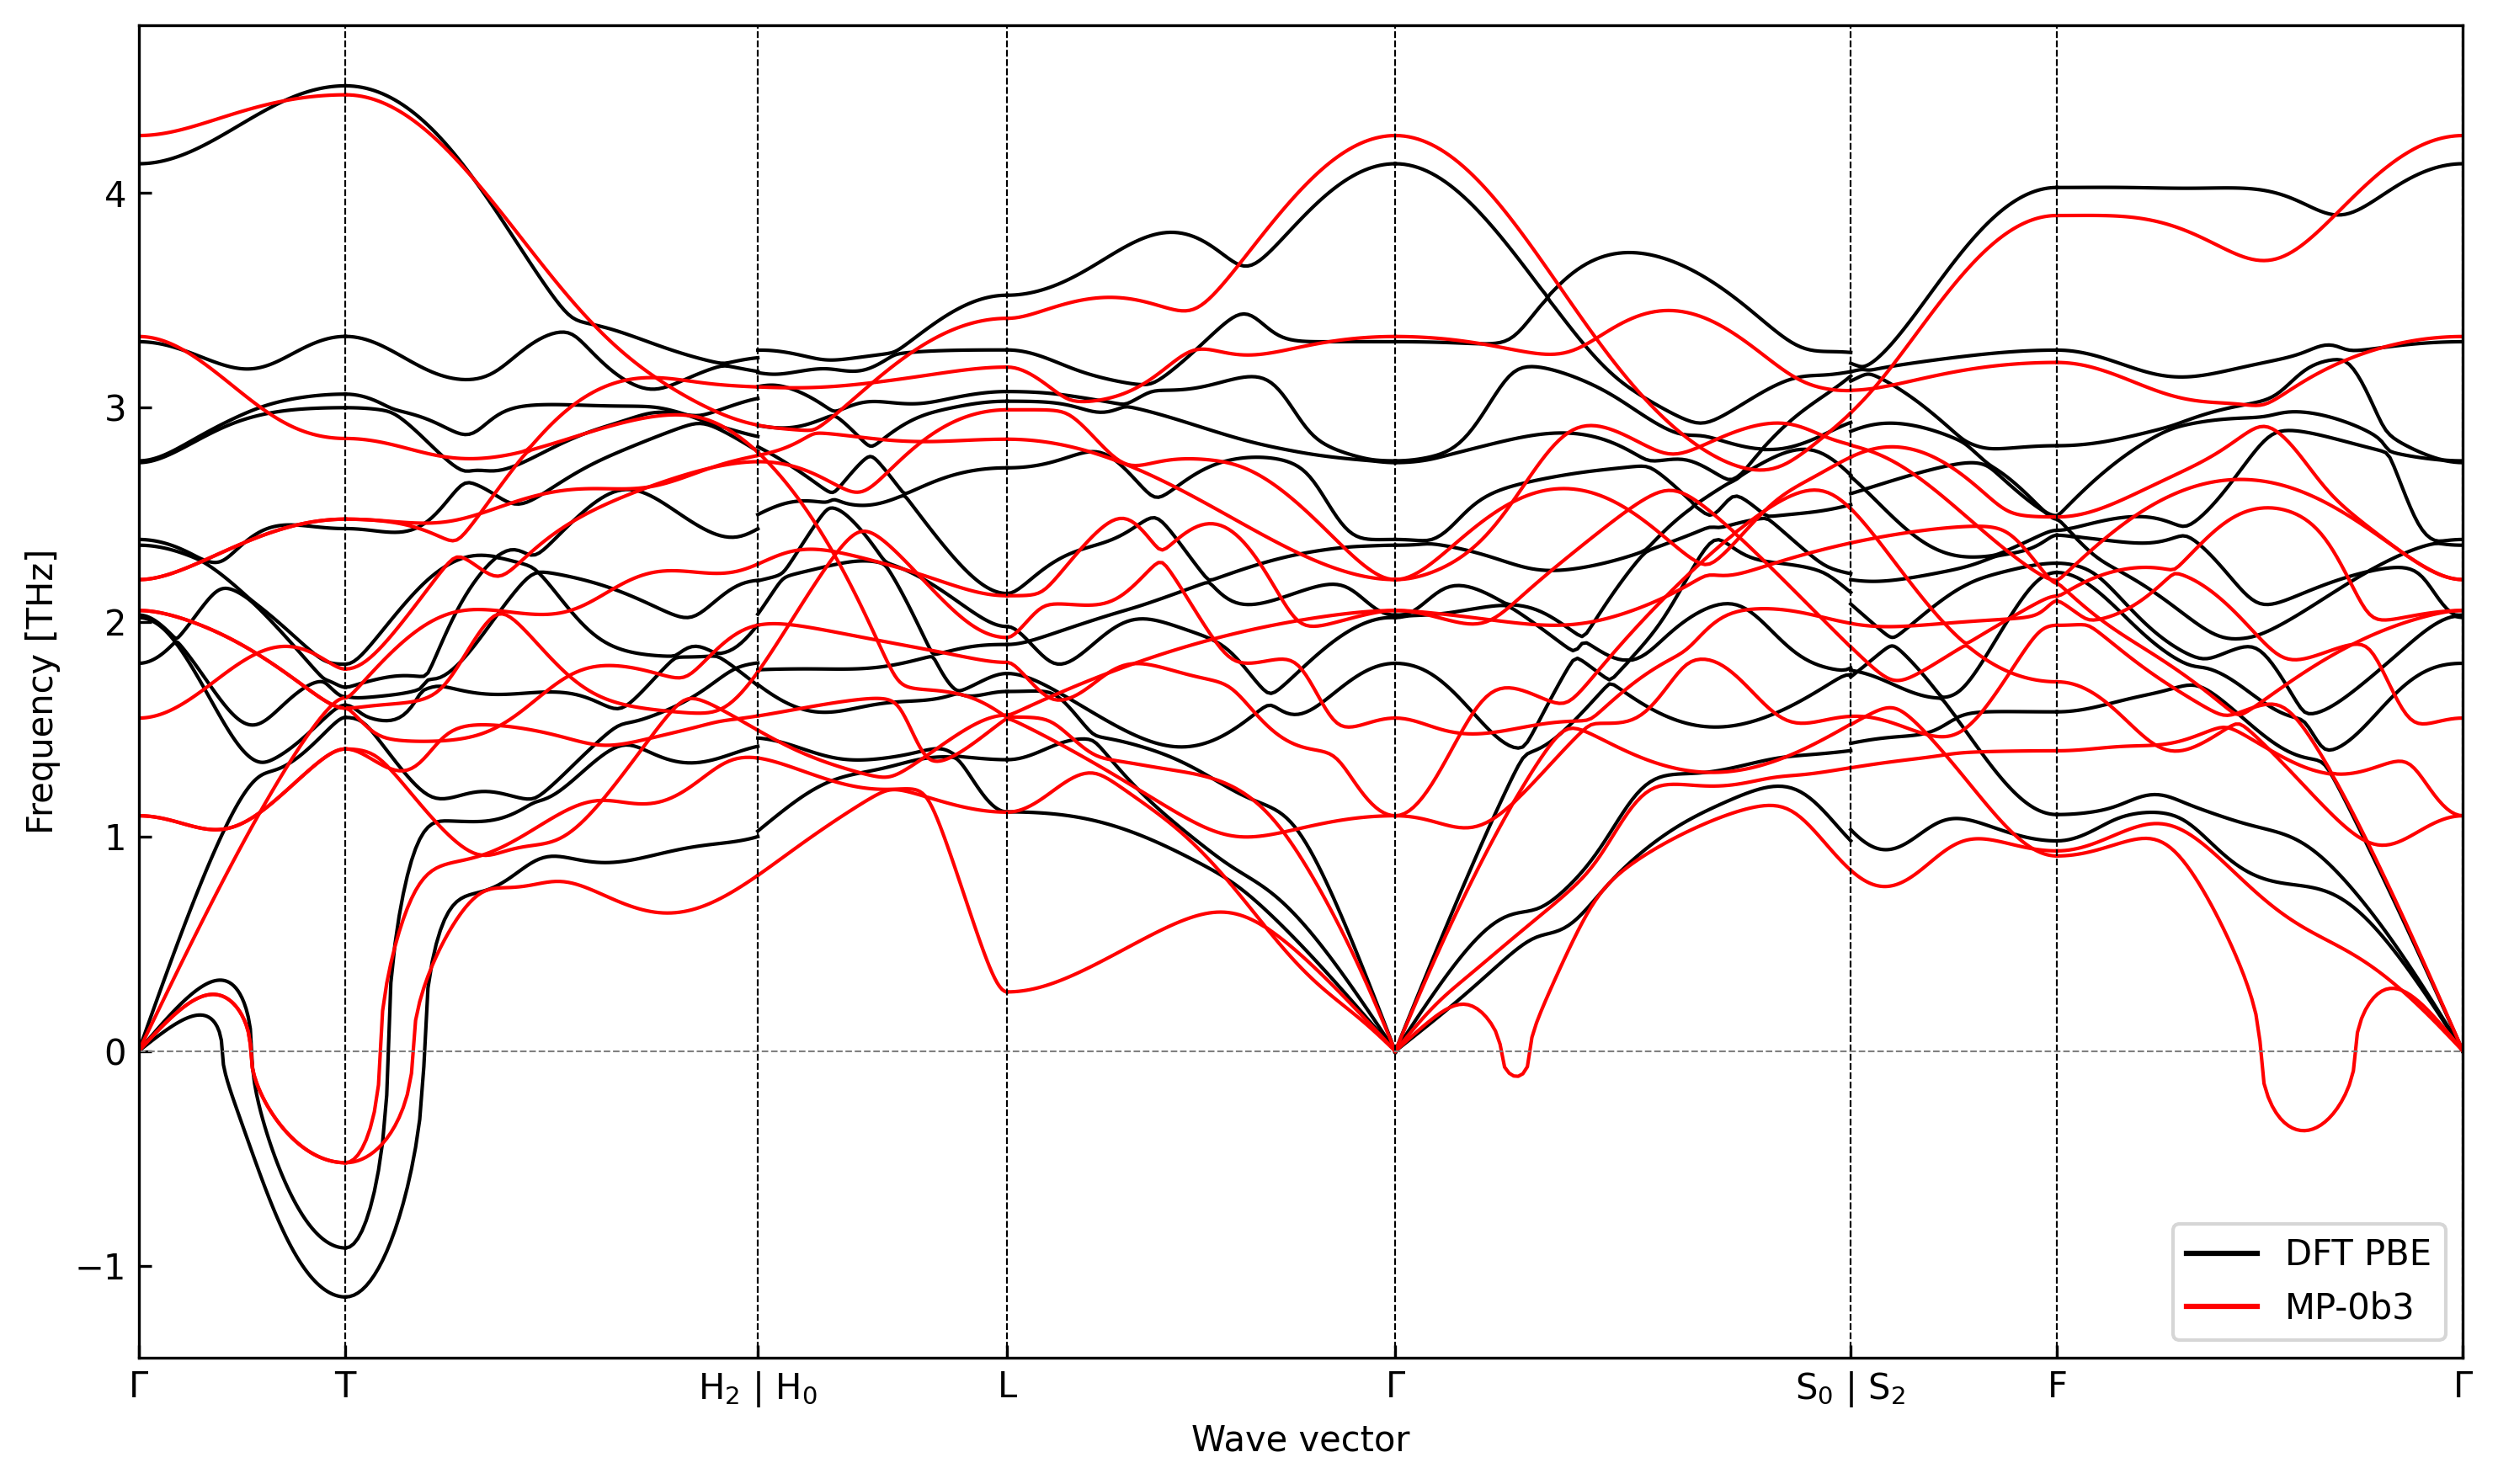 Frequency [THz]
4
3
2
1
0
−1
Γ T H₂ | H₀ L Γ S₀ | S₂ F Γ
Wave vector
DFT PBE
MP-0b3